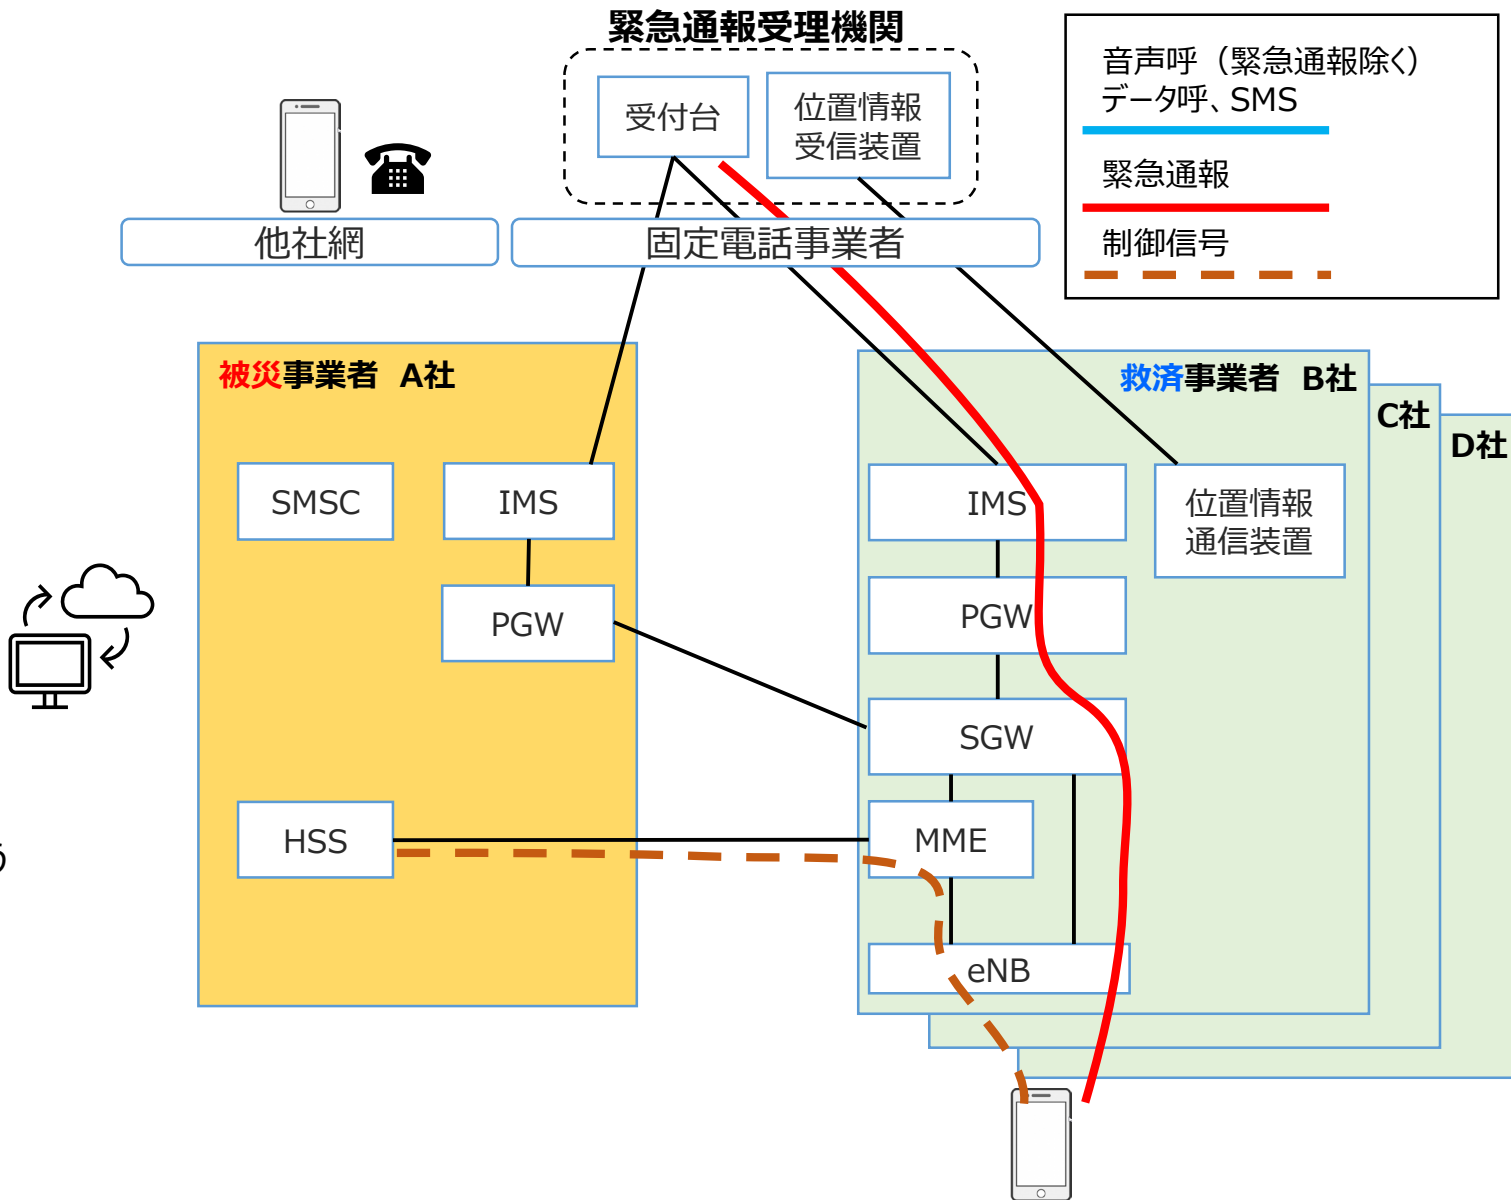 緊急通報受理機関
受付台
位置情報
受信装置
音声呼（緊急通報除く）
データ呼、SMS
緊急通報
制御信号
他社網
固定電話事業者
被災事業者 A社
救済事業者 B社
C社
D社
SMSC
IMS
PGW
HSS
IMS
位置情報
通信装置
PGW
SGW
MME
eNB